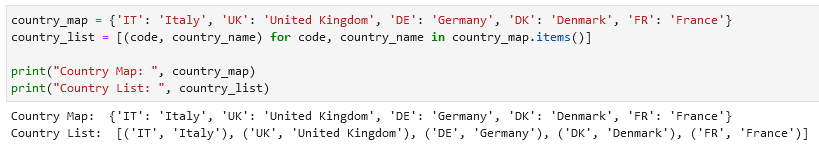 country_map = {'IT': 'Italy', 'UK': 'United Kingdom', 'DE': 'Germany', 'DK': 'Denmark', 'FR': 'France'}
country_list = [(code, country_name) for code, country_name in country_map.items()]
print("Country Map: ", country_map)
print("Country List: ", country_list)
Country Map:  {'IT': 'Italy', 'UK': 'United Kingdom', 'DE': 'Germany', 'DK': 'Denmark', 'FR': 'France'}
Country List:  [('IT', 'Italy'), ('UK', 'United Kingdom'), ('DE', 'Germany'), ('DK', 'Denmark'), ('FR', 'France')]